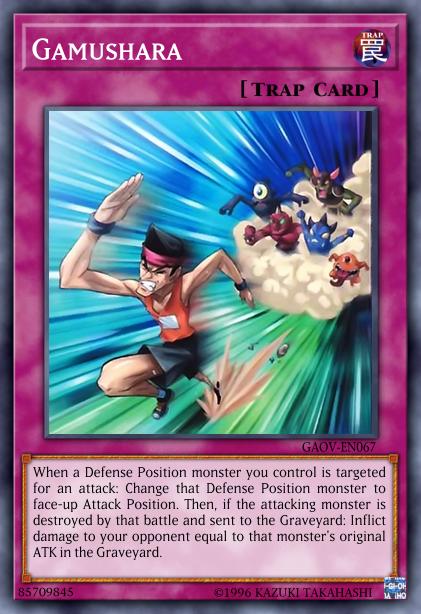 Gamushara
TRAP
罠
[TRAP CARD]
GAOV-EN067
When a Defense Position monster you control is targeted
for an attack: Change that Defense Position monster to
face-up Attack Position. Then, if the attacking monster is
destroyed by that battle and sent to the Graveyard: Inflict
damage to your opponent equal to that monster's original
ATK in the Graveyard.
85709845
©1996 KAZUKI TAKAHASHI